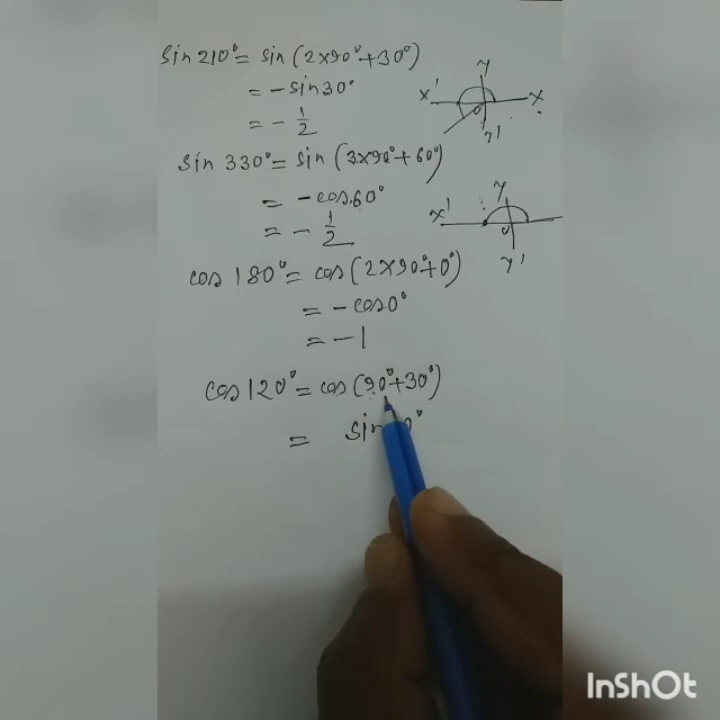 sin 210° = sin (2×90° + 30°)
= - sin 30°
= - 1/2
sin 330° = sin (3×90° + 60°)
= - cos 60°
= - 1/2
cos 180° = cos (2×90° + 0°)
= - cos 0°
= - 1
cos 120° = cos (90° + 30°)
= sin
Y
X' O X
Y'
Y
X' O
Y'
InShOt